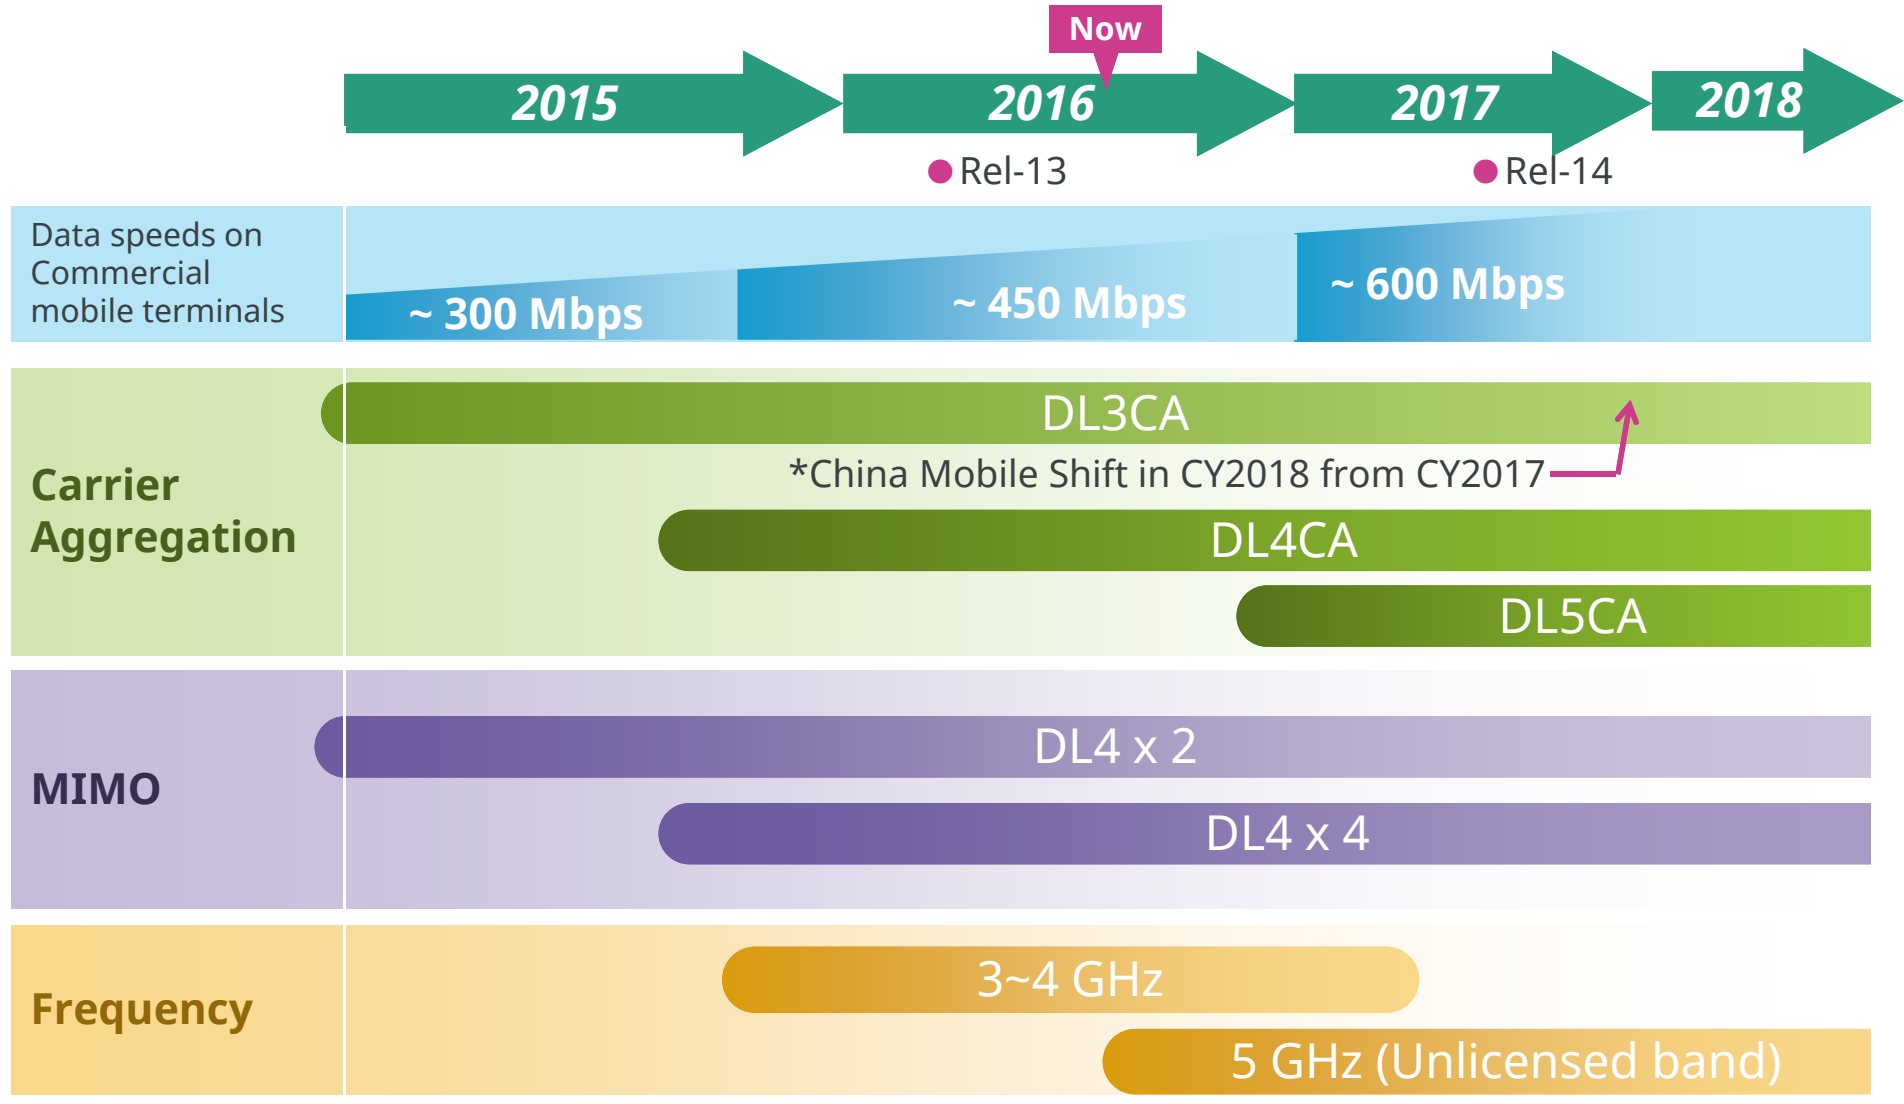 Now
2015
2016
2017
2018
Rel-13
Rel-14
Data speeds on
Commercial
mobile terminals
~ 300 Mbps
~ 450 Mbps
~ 600 Mbps
Carrier
Aggregation
DL3CA
*China Mobile Shift in CY2018 from CY2017
DL4CA
DL5CA
MIMO
DL4 x 2
DL4 x 4
Frequency
3~4 GHz
5 GHz (Unlicensed band)